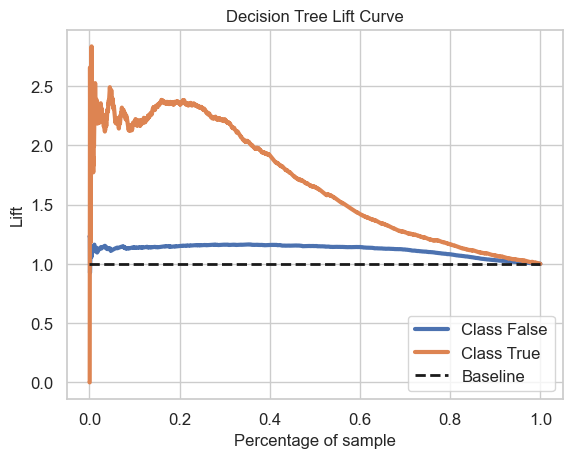 Decision Tree Lift Curve
Lift
2.5
2.0
1.5
1.0
0.5
0.0
0.0 0.2 0.4 0.6 0.8 1.0
Percentage of sample
Class False
Class True
Baseline